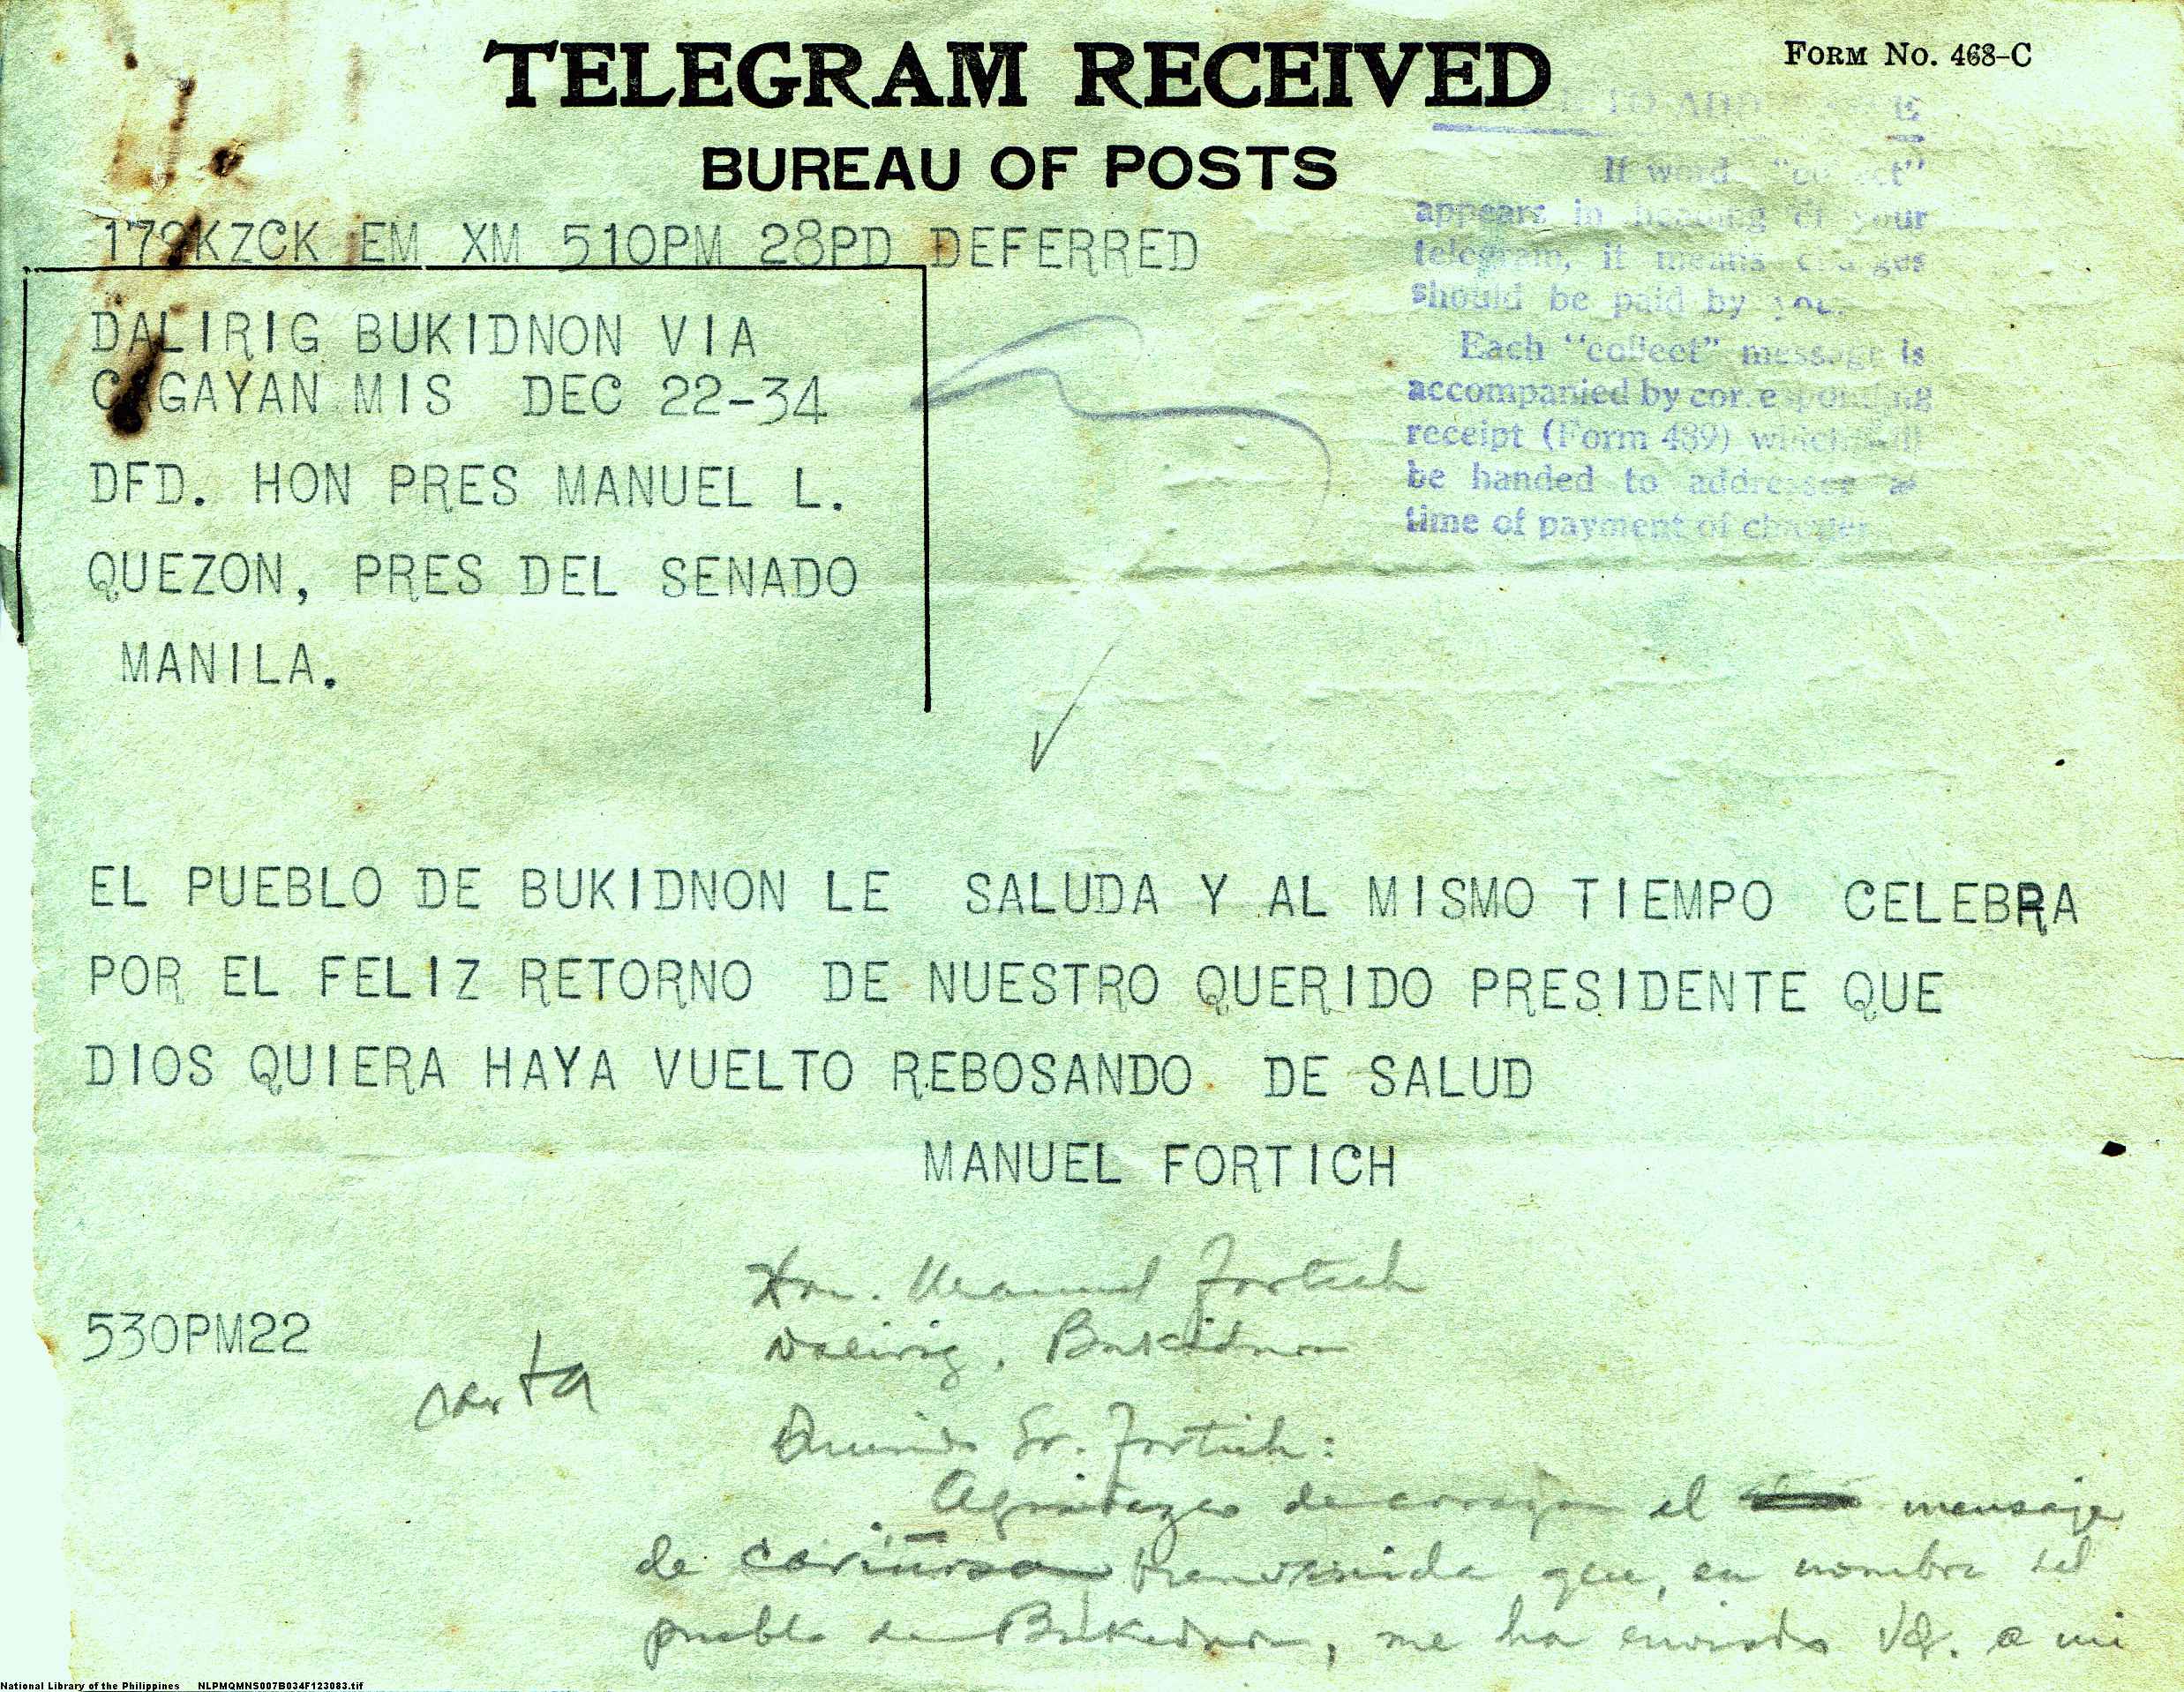 TELEGRAM RECEIVED
FORM NO. 468-C
BUREAU OF POSTS
KZCK EM XM 510PM 28PD DEFERRED
If word "collect"
appears in heading of your
telegram, it means charges
should be paid by you.
Each "collect" message is
accompanied by corresponding
receipt (Form 489) which will
be handed to addressee at
time of payment of charges
DALIRIG BUKIDNON VIA
CAGAYAN MIS DEC 22-34
DFD. HON PRES MANUEL L.
QUEZON, PRES DEL SENADO
MANILA.
EL PUEBLO DE BUKIDNON LE SALUDA Y AL MISMO TIEMPO CELEBRA
POR EL FELIZ RETORNO DE NUESTRO QUERIDO PRESIDENTE QUE
DIOS QUIERA HAYA VUELTO REBOSANDO DE SALUD
MANUEL FORTICH
530PM22
carta
Hon. Manuel Fortich
Dalirig, Bukidnon
Querido Sr. Fortich:
Agradezco de corazon el mensaje
de cariñosa bienvenida que, en nombre del
pueblo de Bukidnon, me ha enviado Vd. a mi
National Library of the Philippines NLPMQMNS007B034F123083.tif